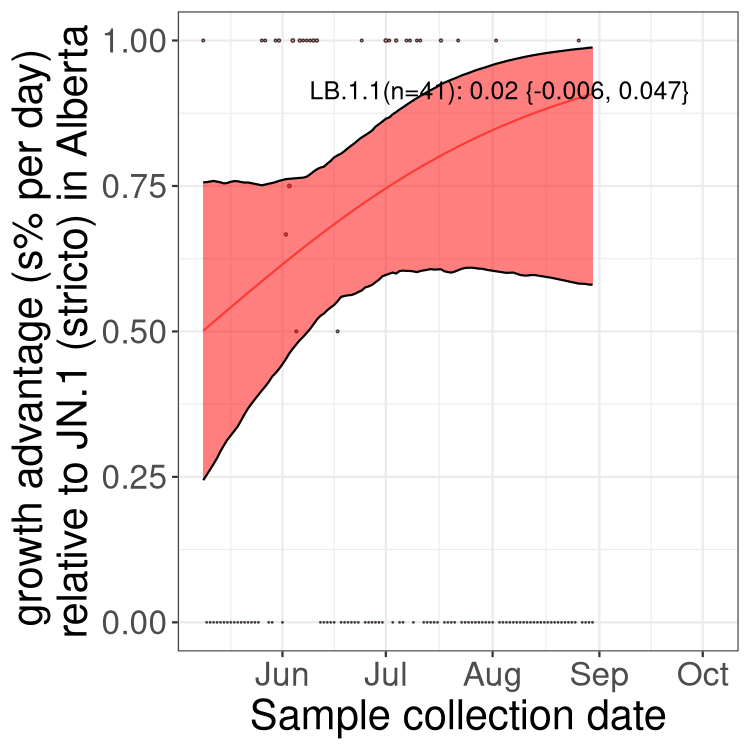 growth advantage (s% per day)
relative to JN.1 (stricto) in Alberta
1.00
0.75
0.50
0.25
0.00
LB.1.1(n=41): 0.02 {-0.006, 0.047}
Jun Jul Aug Sep Oct
Sample collection date